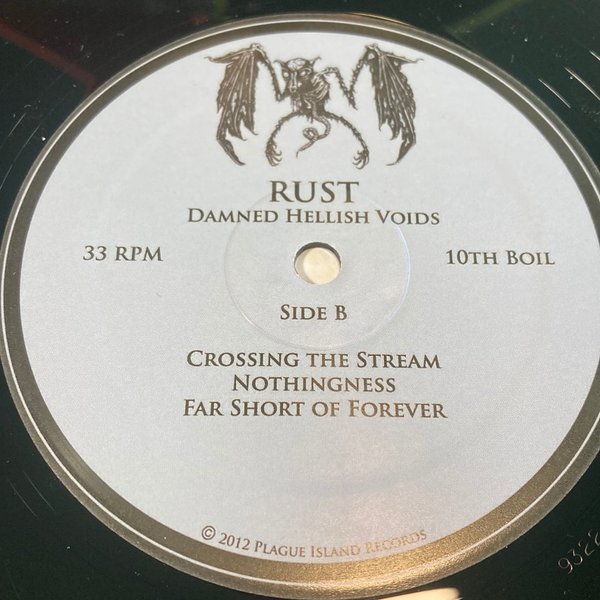 RUST
DAMNED HELLISH VOIDS
33 RPM
10TH BOIL
SIDE B
CROSSING THE STREAM
NOTHINGNESS
FAR SHORT OF FOREVER
© 2012 PLAGUE ISLAND RECORDS